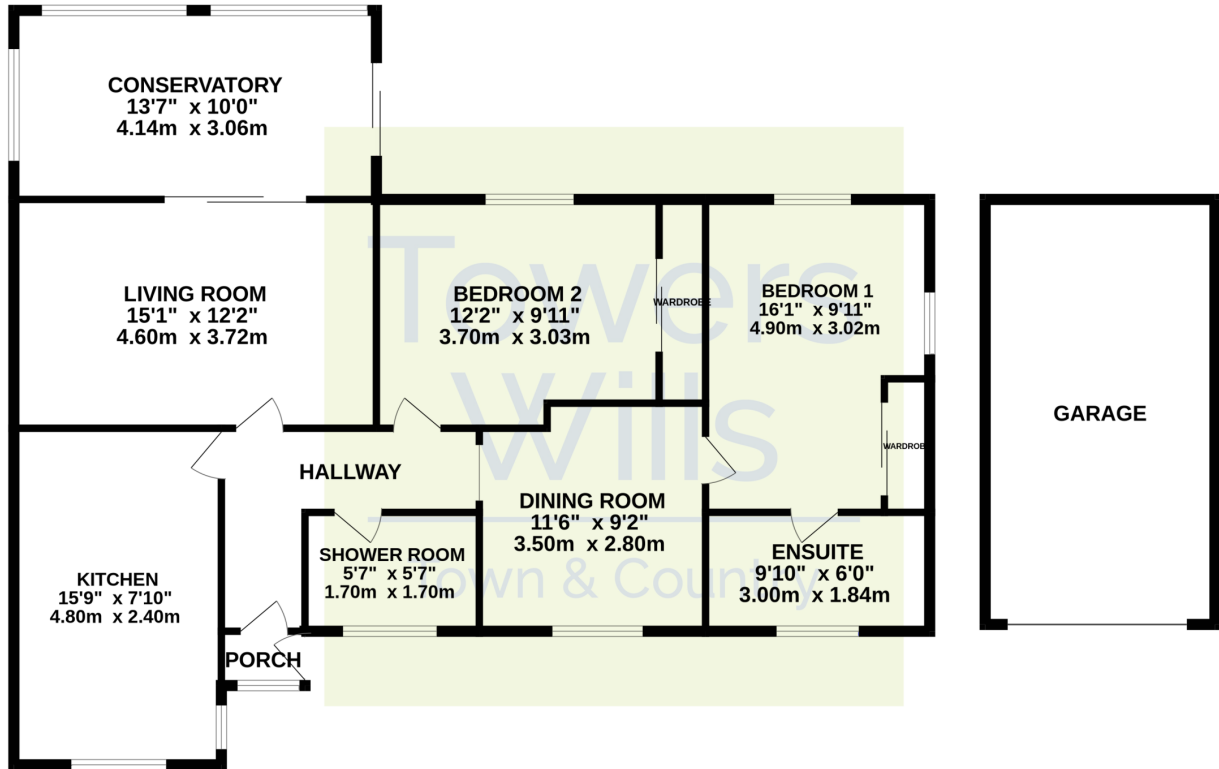 CONSERVATORY
13'7" x 10'0"
4.14m x 3.06m
LIVING ROOM
15'1" x 12'2"
4.60m x 3.72m
BEDROOM 2
12'2" x 9'11"
3.70m x 3.03m
WARDROBE
BEDROOM 1
16'1" x 9'11"
4.90m x 3.02m
WARDROBE
GARAGE
HALLWAY
DINING ROOM
11'6" x 9'2"
3.50m x 2.80m
SHOWER ROOM
5'7" x 5'7"
1.70m x 1.70m
ENSUITE
9'10" x 6'0"
3.00m x 1.84m
KITCHEN
15'9" x 7'10"
4.80m x 2.40m
PORCH
Towers
Wills
Town & Country